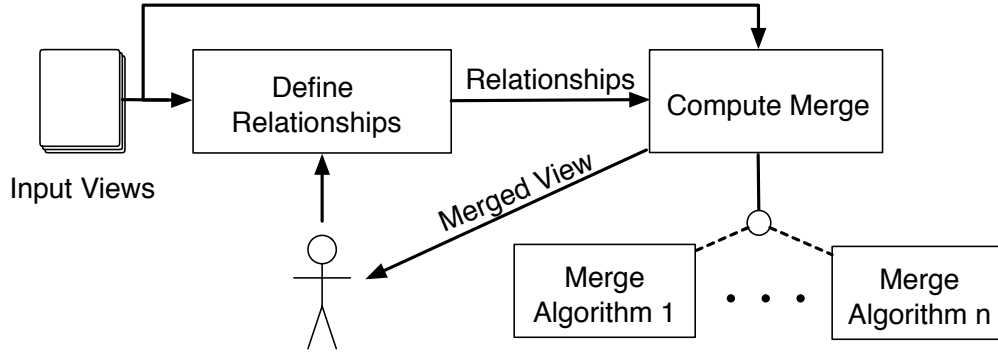 Define
Relationships
Relationships
Compute Merge
Input Views
Merged View
Merge
Algorithm 1
Merge
Algorithm n